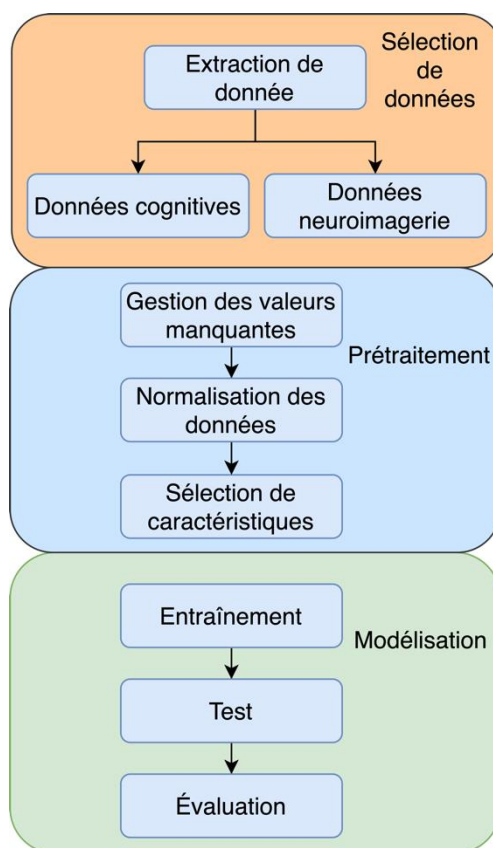 Extraction de
donnée
Sélection
de
données
Données cognitives
Données
neuroimagerie
Gestion des valeurs
manquantes
Prétraitement
Normalisation des
données
Sélection de
caractéristiques
Entraînement
Modélisation
Test
Évaluation